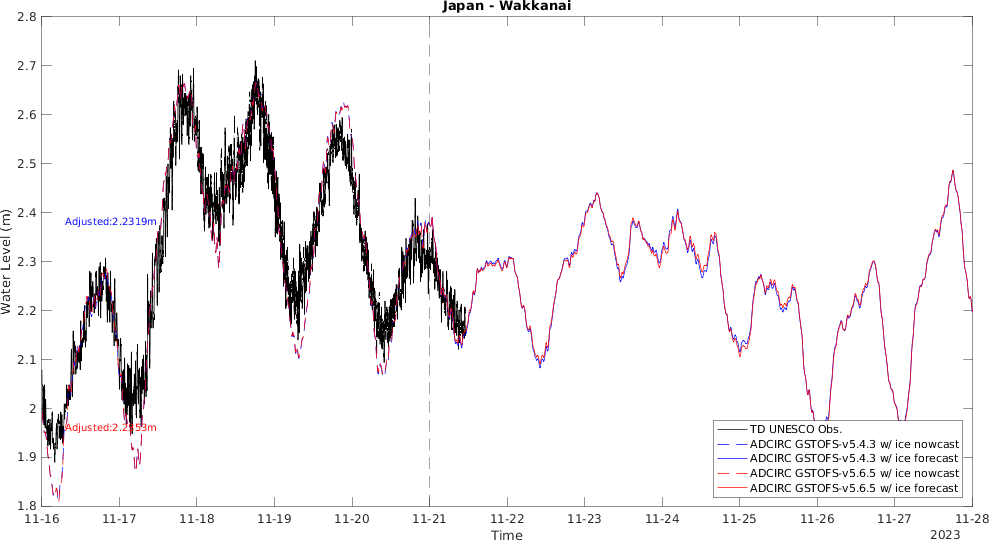 Japan - Wakkanai
2.8
2.7
2.6
2.5
2.4
2.3
2.2
2.1
2
1.9
1.8
Water Level (m)
Adjusted:2.2319m
TD UNESCO Obs.
ADCIRC GSTOFS-v5.4.3 w/ ice nowcast
ADCIRC GSTOFS-v5.4.3 w/ ice forecast
ADCIRC GSTOFS-v5.6.5 w/ ice nowcast
ADCIRC GSTOFS-v5.6.5 w/ ice forecast
11-16 11-17 11-18 11-19 11-20 11-21 11-22 11-23 11-24 11-25 11-26 11-27 11-28
Time
2023